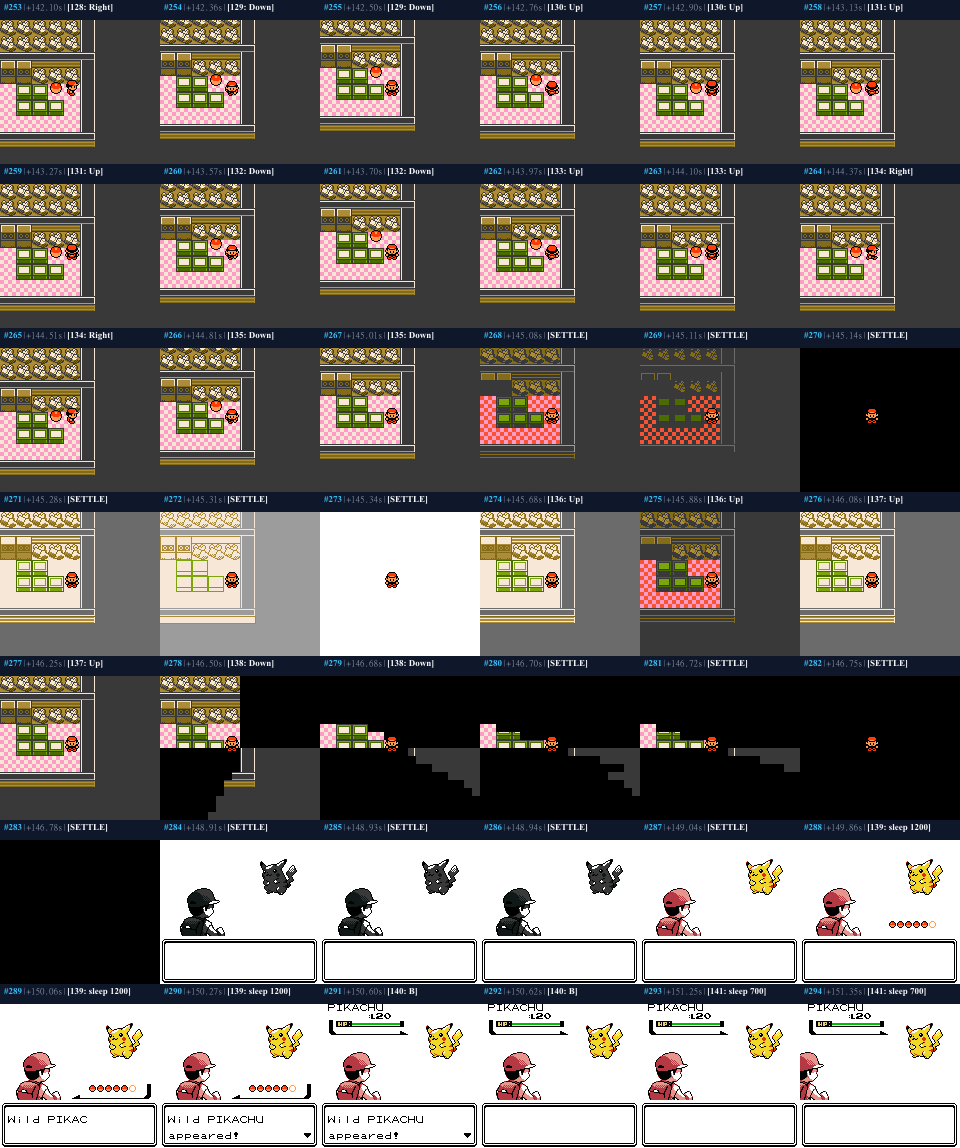 #253|+142.10s|[128: Right]
#254|+142.36s|[129: Down]
#255|+142.50s|[129: Down]
#256|+142.76s|[130: Up]
#257|+142.90s|[130: Up]
#258|+143.13s|[131: Up]
#259|+143.27s|[131: Up]
#260|+143.57s|[132: Down]
#261|+143.70s|[132: Down]
#262|+143.97s|[133: Up]
#263|+144.10s|[133: Up]
#264|+144.37s|[134: Right]
#265|+144.51s|[134: Right]
#266|+144.81s|[135: Down]
#267|+145.01s|[135: Down]
#268|+145.08s|[SETTLE]
#269|+145.11s|[SETTLE]
#270|+145.14s|[SETTLE]
#271|+145.28s|[SETTLE]
#272|+145.31s|[SETTLE]
#273|+145.34s|[SETTLE]
#274|+145.68s|[136: Up]
#275|+145.88s|[136: Up]
#276|+146.08s|[137: Up]
#277|+146.25s|[137: Up]
#278|+146.50s|[138: Down]
#279|+146.68s|[138: Down]
#280|+146.70s|[SETTLE]
#281|+146.72s|[SETTLE]
#282|+146.75s|[SETTLE]
#283|+146.78s|[SETTLE]
#284|+148.91s|[SETTLE]
#285|+148.93s|[SETTLE]
#286|+148.94s|[SETTLE]
#287|+149.04s|[SETTLE]
#288|+149.86s|[139: sleep 1200]
#289|+150.06s|[139: sleep 1200]
Wild PIKAC
#290|+150.27s|[139: sleep 1200]
Wild PIKACHU
appeared!
#291|+150.60s|[140: B]
PIKACHU
:L20
HP:
Wild PIKACHU
appeared!
#292|+150.62s|[140: B]
PIKACHU
:L20
HP:
#293|+151.25s|[141: sleep 700]
PIKACHU
:L20
HP:
#294|+151.35s|[141: sleep 700]
PIKACHU
:L20
HP: